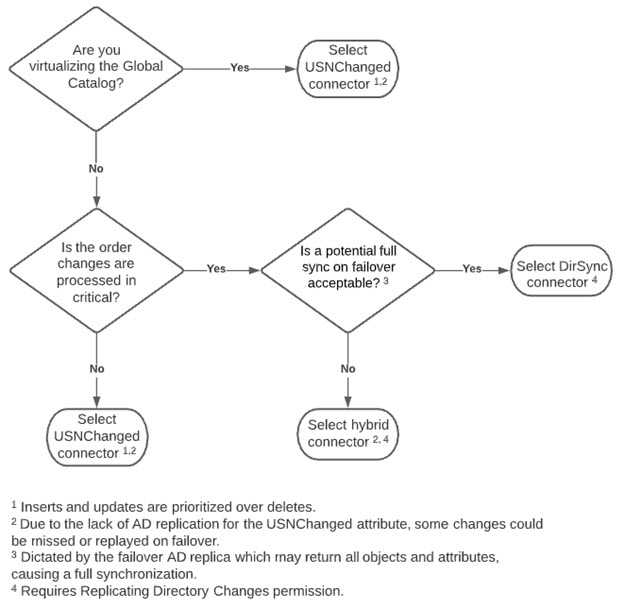 Are you
virtualizing the Global
Catalog?
Yes
Select
USNChanged
connector 1,2
No
Is the order
changes are
processed in
critical?
Yes
Is a potential full
sync on failover
acceptable? 3
Yes
Select DirSync
connector 4
No
No
Select
USNChanged
connector 1,2
Select hybrid
connector 2, 4
1 Inserts and updates are prioritized over deletes.
2 Due to the lack of AD replication for the USNChanged attribute, some changes could
be missed or replayed on failover.
3 Dictated by the failover AD replica which may return all objects and attributes,
causing a full synchronization.
4 Requires Replicating Directory Changes permission.